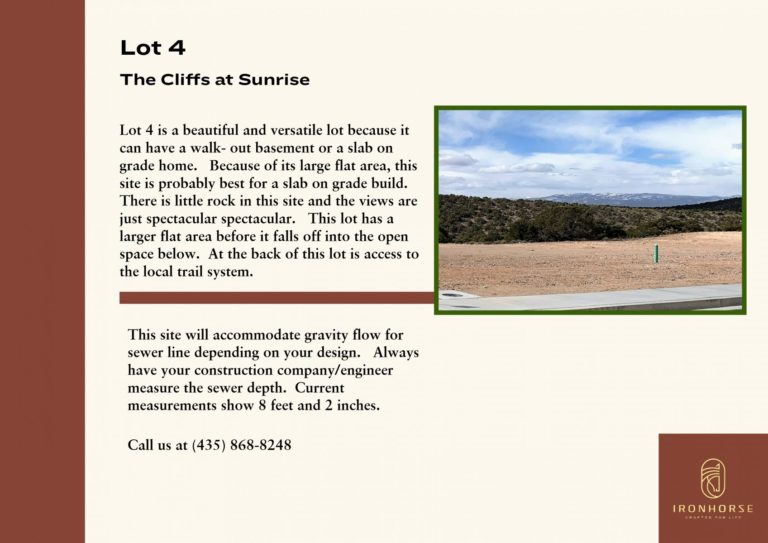 Lot 4
The Cliffs at Sunrise
Lot 4 is a beautiful and versatile lot because it
can have a walk- out basement or a slab on
grade home.   Because of its large flat area, this
site is probably best for a slab on grade build.
There is little rock in this site and the views are
just spectacular spectacular.   This lot has a
larger flat area before it falls off into the open
space below.  At the back of this lot is access to
the local trail system.
This site will accommodate gravity flow for
sewer line depending on your design.   Always
have your construction company/engineer
measure the sewer depth.  Current
measurements show 8 feet and 2 inches.
Call us at (435) 868-8248
IRONHORSE
CRAFTED FOR LIFE